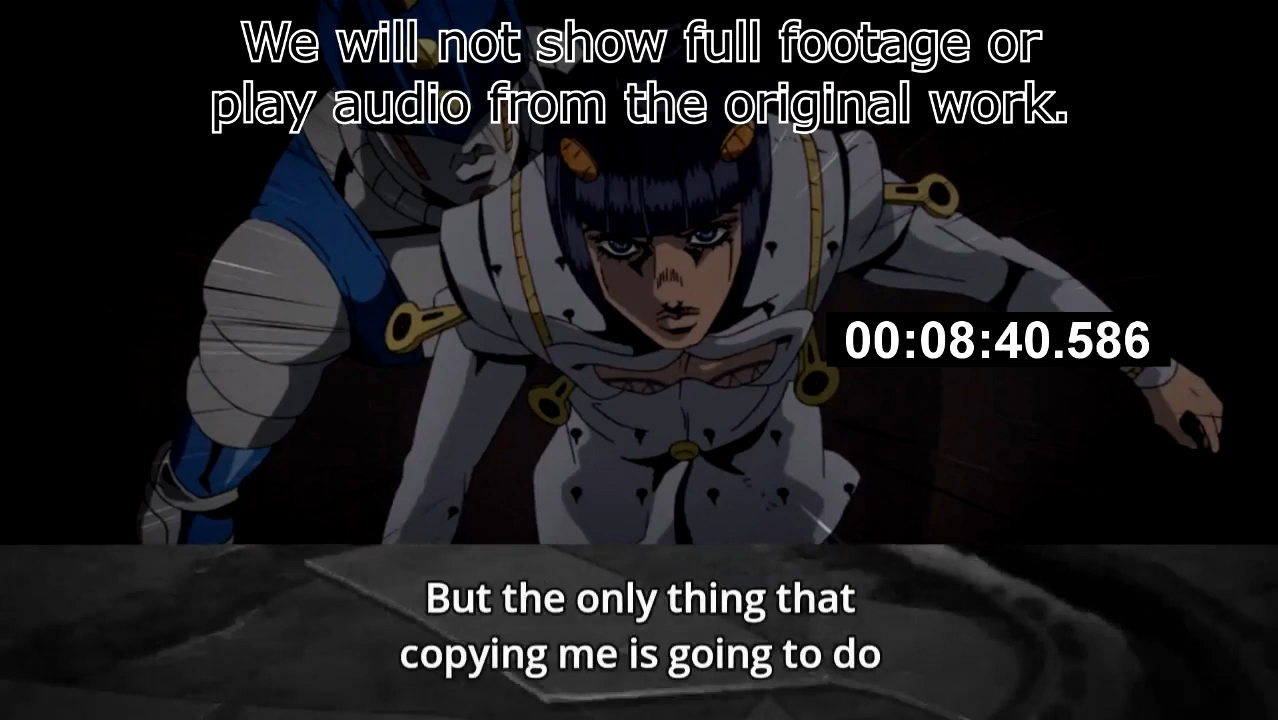 We will not show full footage or
play audio from the original work.
00:08:40.586
But the only thing that
copying me is going to do